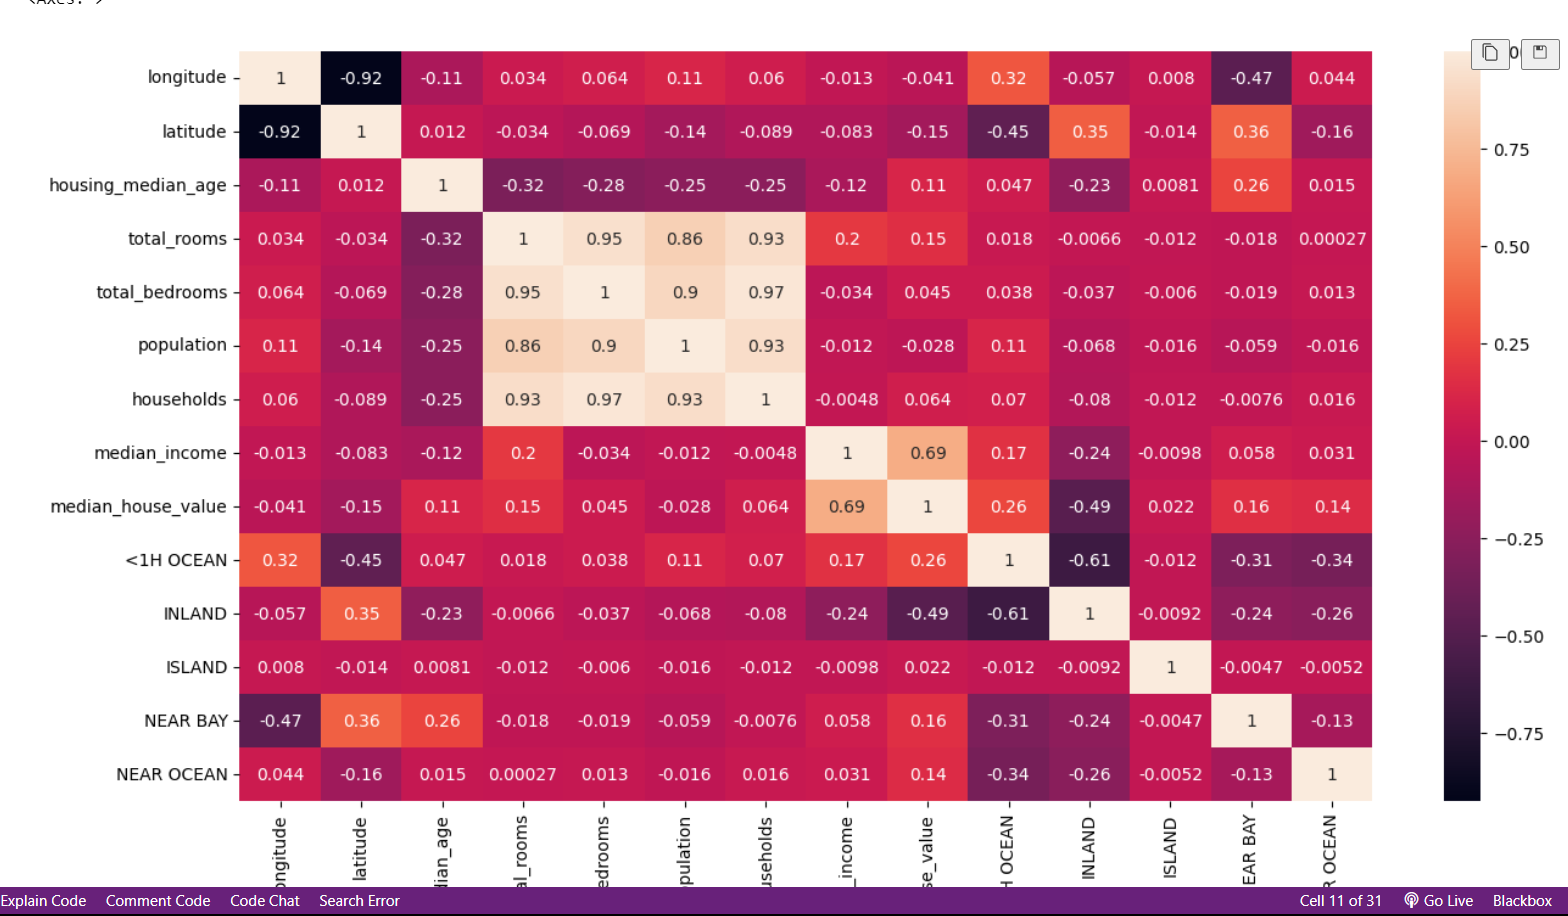 <Axes: >
longitude 1 -0.92 -0.11 0.034 0.064 0.11 0.06 -0.013 -0.041 0.32 -0.057 0.008 -0.47 0.044
latitude -0.92 1 0.012 -0.034 -0.069 -0.14 -0.089 -0.083 -0.15 -0.45 0.35 -0.014 0.36 -0.16
housing_median_age -0.11 0.012 1 -0.32 -0.28 -0.25 -0.25 -0.12 0.11 0.047 -0.23 0.0081 0.26 0.015
total_rooms 0.034 -0.034 -0.32 1 0.95 0.86 0.93 0.2 0.15 0.018 -0.0066 -0.012 -0.018 0.00027
total_bedrooms 0.064 -0.069 -0.28 0.95 1 0.9 0.97 -0.034 0.045 0.038 -0.037 -0.006 -0.019 0.013
population 0.11 -0.14 -0.25 0.86 0.9 1 0.93 -0.012 -0.028 0.11 -0.068 -0.016 -0.059 -0.016
households 0.06 -0.089 -0.25 0.93 0.97 0.93 1 -0.0048 0.064 0.07 -0.08 -0.012 -0.0076 0.016
median_income -0.013 -0.083 -0.12 0.2 -0.034 -0.012 -0.0048 1 0.69 0.17 -0.24 -0.0098 0.058 0.031
median_house_value -0.041 -0.15 0.11 0.15 0.045 -0.028 0.064 0.69 1 0.26 -0.49 0.022 0.16 0.14
<1H OCEAN 0.32 -0.45 0.047 0.018 0.038 0.11 0.07 0.17 0.26 1 -0.61 -0.012 -0.31 -0.34
INLAND -0.057 0.35 -0.23 -0.0066 -0.037 -0.068 -0.08 -0.24 -0.49 -0.61 1 -0.0092 -0.24 -0.26
ISLAND 0.008 -0.014 0.0081 -0.012 -0.006 -0.016 -0.012 -0.0098 0.022 -0.012 -0.0092 1 -0.0047 -0.0052
NEAR BAY -0.47 0.36 0.26 -0.018 -0.019 -0.059 -0.0076 0.058 0.16 -0.31 -0.24 -0.0047 1 -0.13
NEAR OCEAN 0.044 -0.16 0.015 0.00027 0.013 -0.016 0.016 0.031 0.14 -0.34 -0.26 -0.0052 -0.13 1
ongitude
latitude
dian_age
al_rooms
edrooms
pulation
useholds
_income
se_value
H OCEAN
INLAND
ISLAND
EAR BAY
R OCEAN
0.75
0.50
0.25
0.00
−0.25
−0.50
−0.75
Explain Code Comment Code Code Chat Search Error Cell 11 of 31 Go Live Blackbox